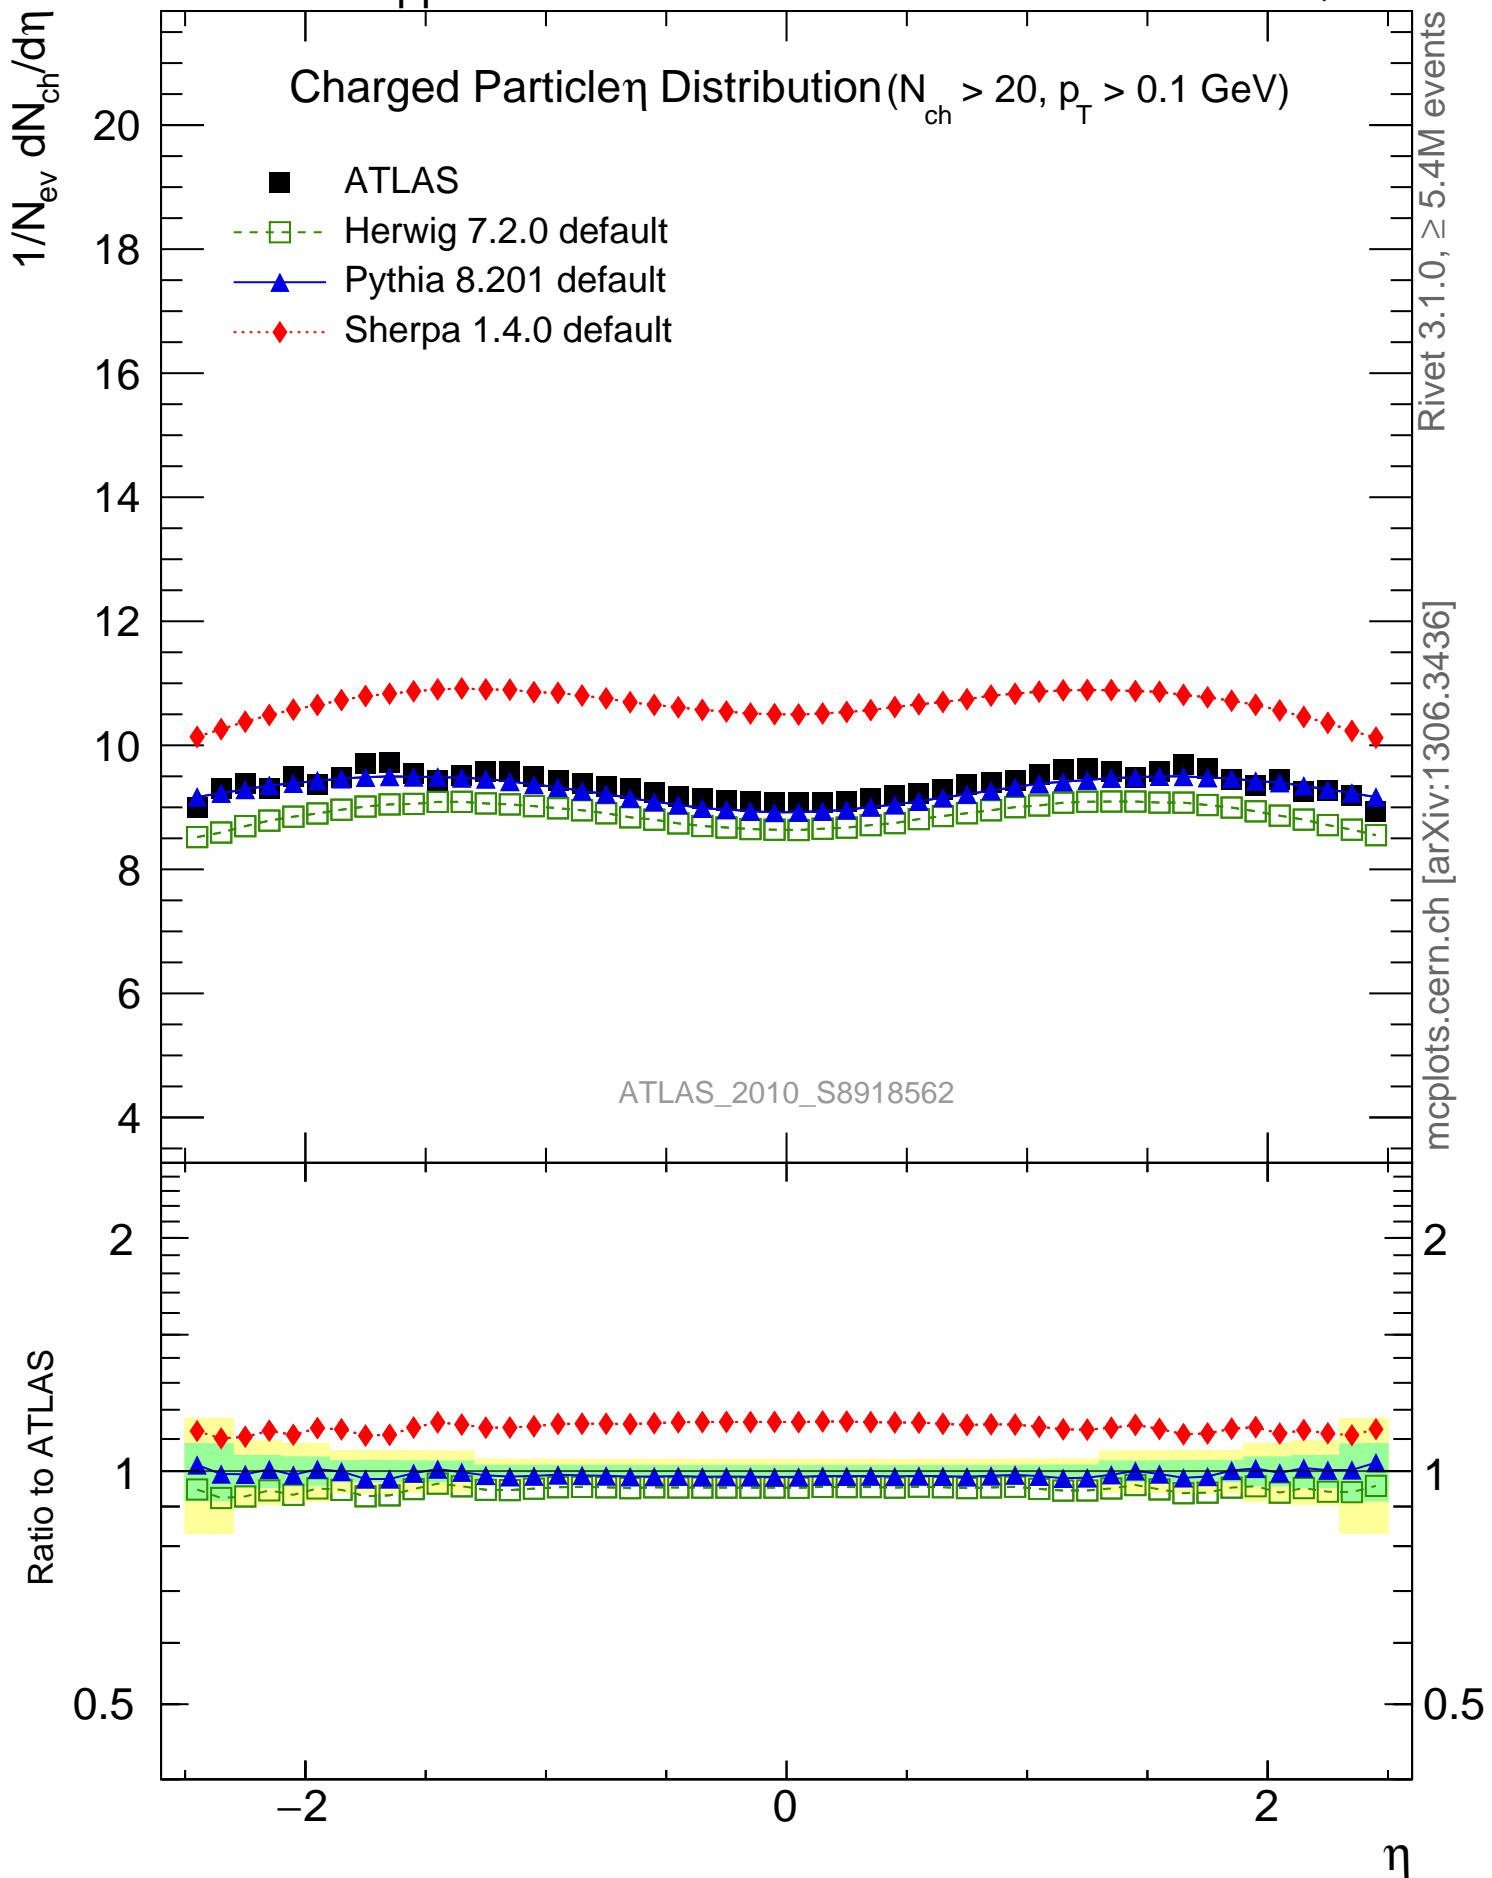 pp
1/N_ev dN_ch/dη
Charged Particle η Distribution (N_ch > 20, p_T > 0.1 GeV)
ATLAS
Herwig 7.2.0 default
Pythia 8.201 default
Sherpa 1.4.0 default
20
18
16
14
12
10
8
6
4
ATLAS_2010_S8918562
Rivet 3.1.0, ≥ 5.4M events
mcplots.cern.ch [arXiv:1306.3436]
Ratio to ATLAS
2
1
0.5
2
1
0.5
−2
0
2
η